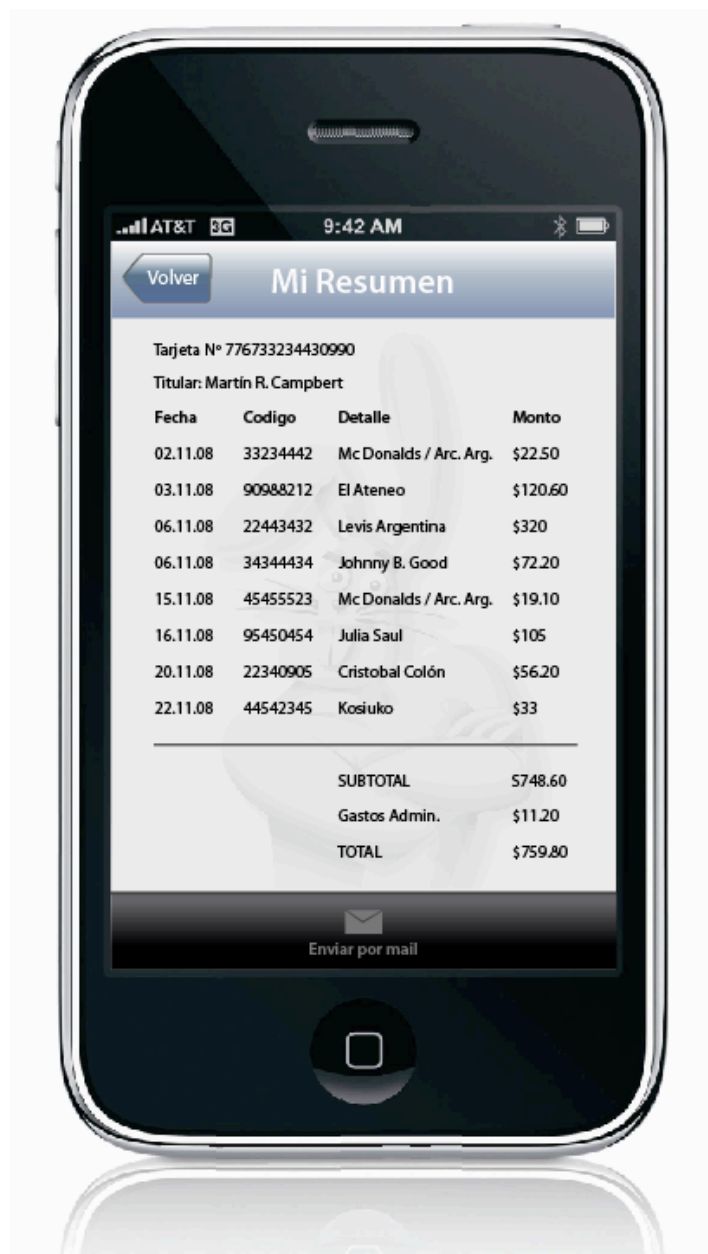 AT&T 3G 9:42 AM
Volver Mi Resumen
Tarjeta Nº 776733234430990
Titular: Martín R. Campbert
Fecha Codigo Detalle Monto
02.11.08 33234442 Mc Donalds / Arc. Arg. $22.50
03.11.08 90988212 El Ateneo $120.60
06.11.08 22443432 Levis Argentina $320
06.11.08 34344434 Johnny B. Good $72.20
15.11.08 45455523 Mc Donalds / Arc. Arg. $19.10
16.11.08 95450454 Julia Saul $105
20.11.08 22340905 Cristobal Colón $56.20
22.11.08 44542345 Kosiuko $33
SUBTOTAL S748.60
Gastos Admin. $11.20
TOTAL $759.80
Enviar por mail